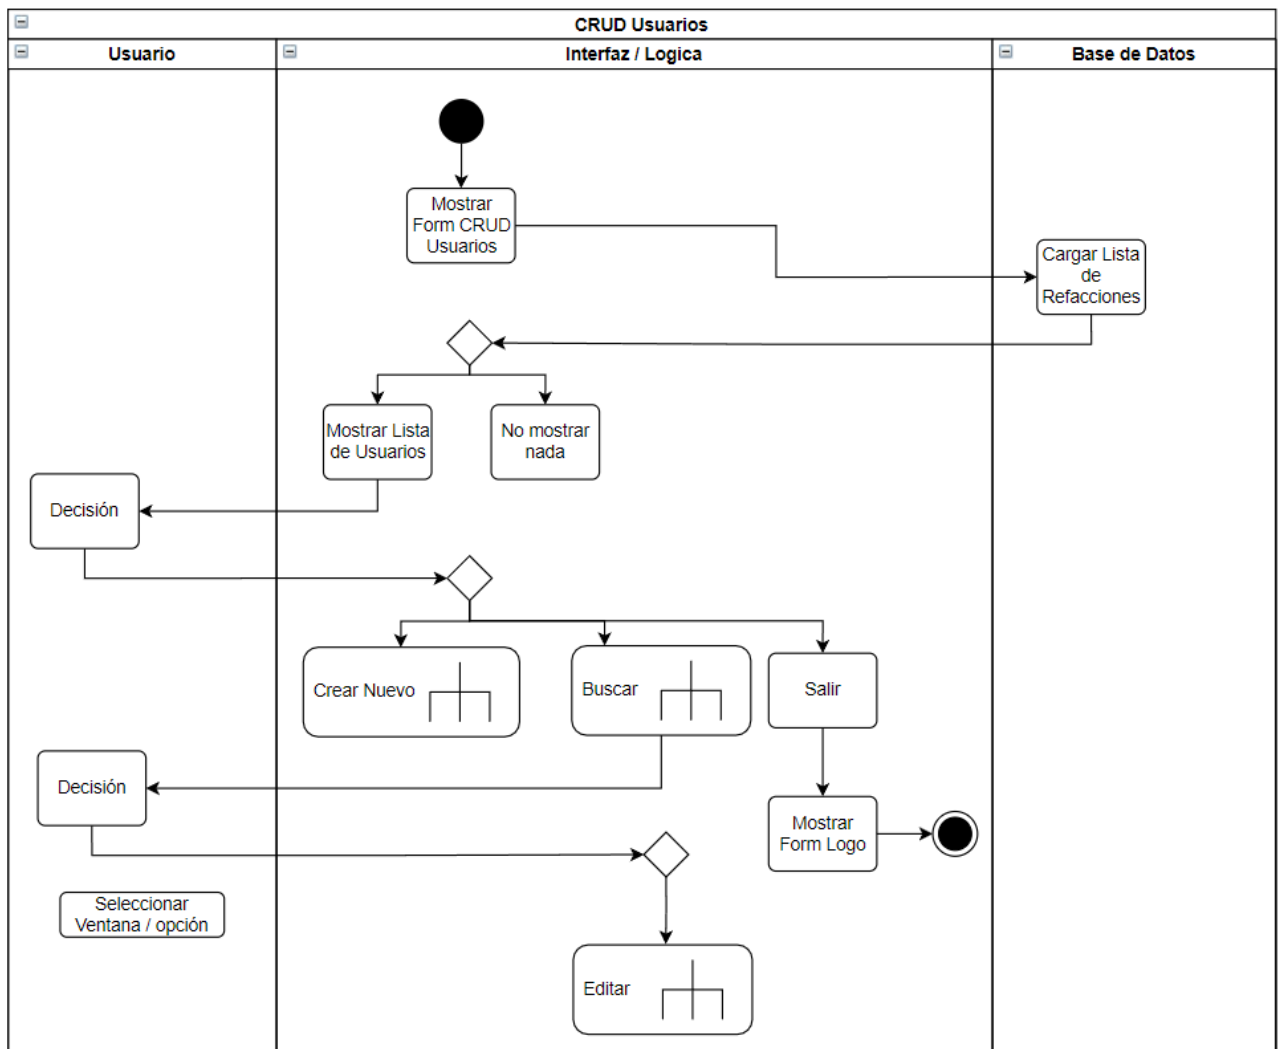 CRUD Usuarios
Usuario
Interfaz / Logica
Base de Datos
Mostrar
Form CRUD
Usuarios
Cargar Lista
de
Refacciones
Mostrar Lista
de Usuarios
No mostrar
nada
Decisión
Crear Nuevo
Buscar
Salir
Decisión
Mostrar
Form Logo
Seleccionar
Ventana / opción
Editar